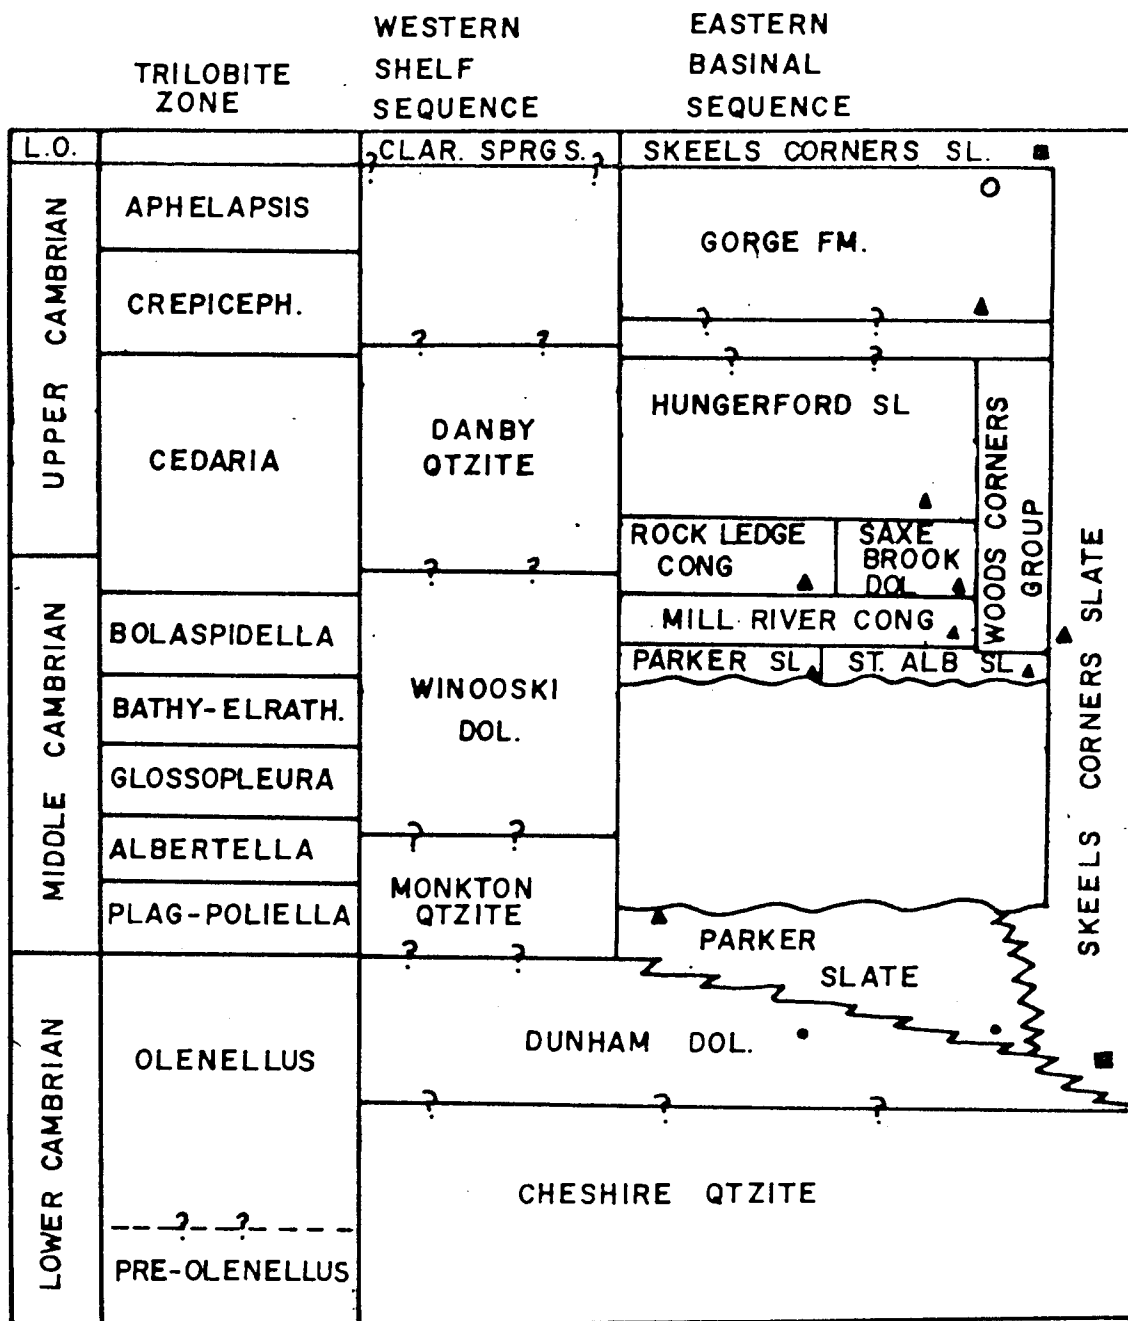 WESTERN
SHELF
SEQUENCE
EASTERN
BASINAL
SEQUENCE
TRILOBITE
ZONE
L.O.
CLAR. SPRGS.
? ?
SKEELS CORNERS SL.
UPPER CAMBRIAN
APHELAPSIS
GORGE FM.
CREPICEPH.
? ?
? ?
? ?
CEDARIA
DANBY
QTZITE
HUNGERFORD SL
WOODS CORNERS
GROUP
ROCK LEDGE
CONG
SAXE
BROOK
DOL
? ?
MIDDLE CAMBRIAN
BOLASPIDELLA
MILL RIVER CONG
PARKER SL
ST. ALB SL
SKEELS CORNERS SLATE
BATHY-ELRATH.
WINOOSKI
DOL.
GLOSSOPLEURA
? ?
ALBERTELLA
MONKTON
QTZITE
PLAG-POLIELLA
PARKER
SLATE
? ?
LOWER CAMBRIAN
OLENELLUS
DUNHAM DOL.
? ? ?
CHESHIRE QTZITE
? ?
PRE-OLENELLUS